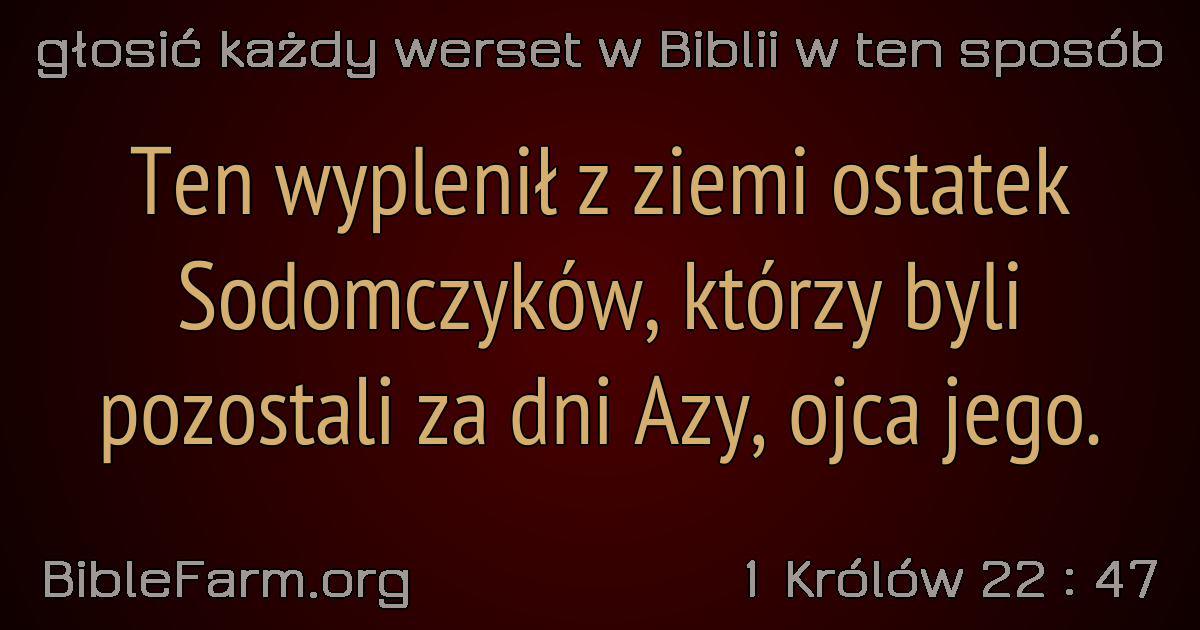 głosić każdy werset w Biblii w ten sposób
Ten wyplenił z ziemi ostatek
Sodomczyków, którzy byli
pozostali za dni Azy, ojca jego.
BibleFarm.org
1 Królów 22 : 47